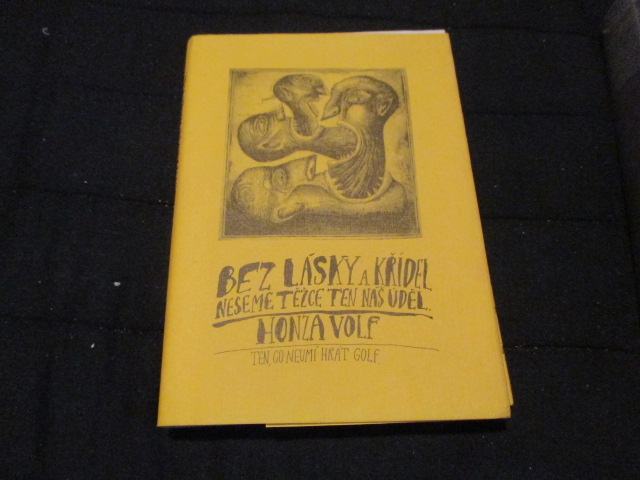 BEZ LÁSKY A KŘÍDEL
NESEME TĚŽCE TEN NÁŠ ÚDĚL.
HONZA VOLF
TEN, CO NEUMÍ HRÁT GOLF